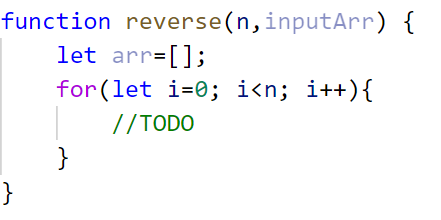 function reverse(n,inputArr) {
    let arr=[];
    for(let i=0; i<n; i++){
        //TODO
    }
}